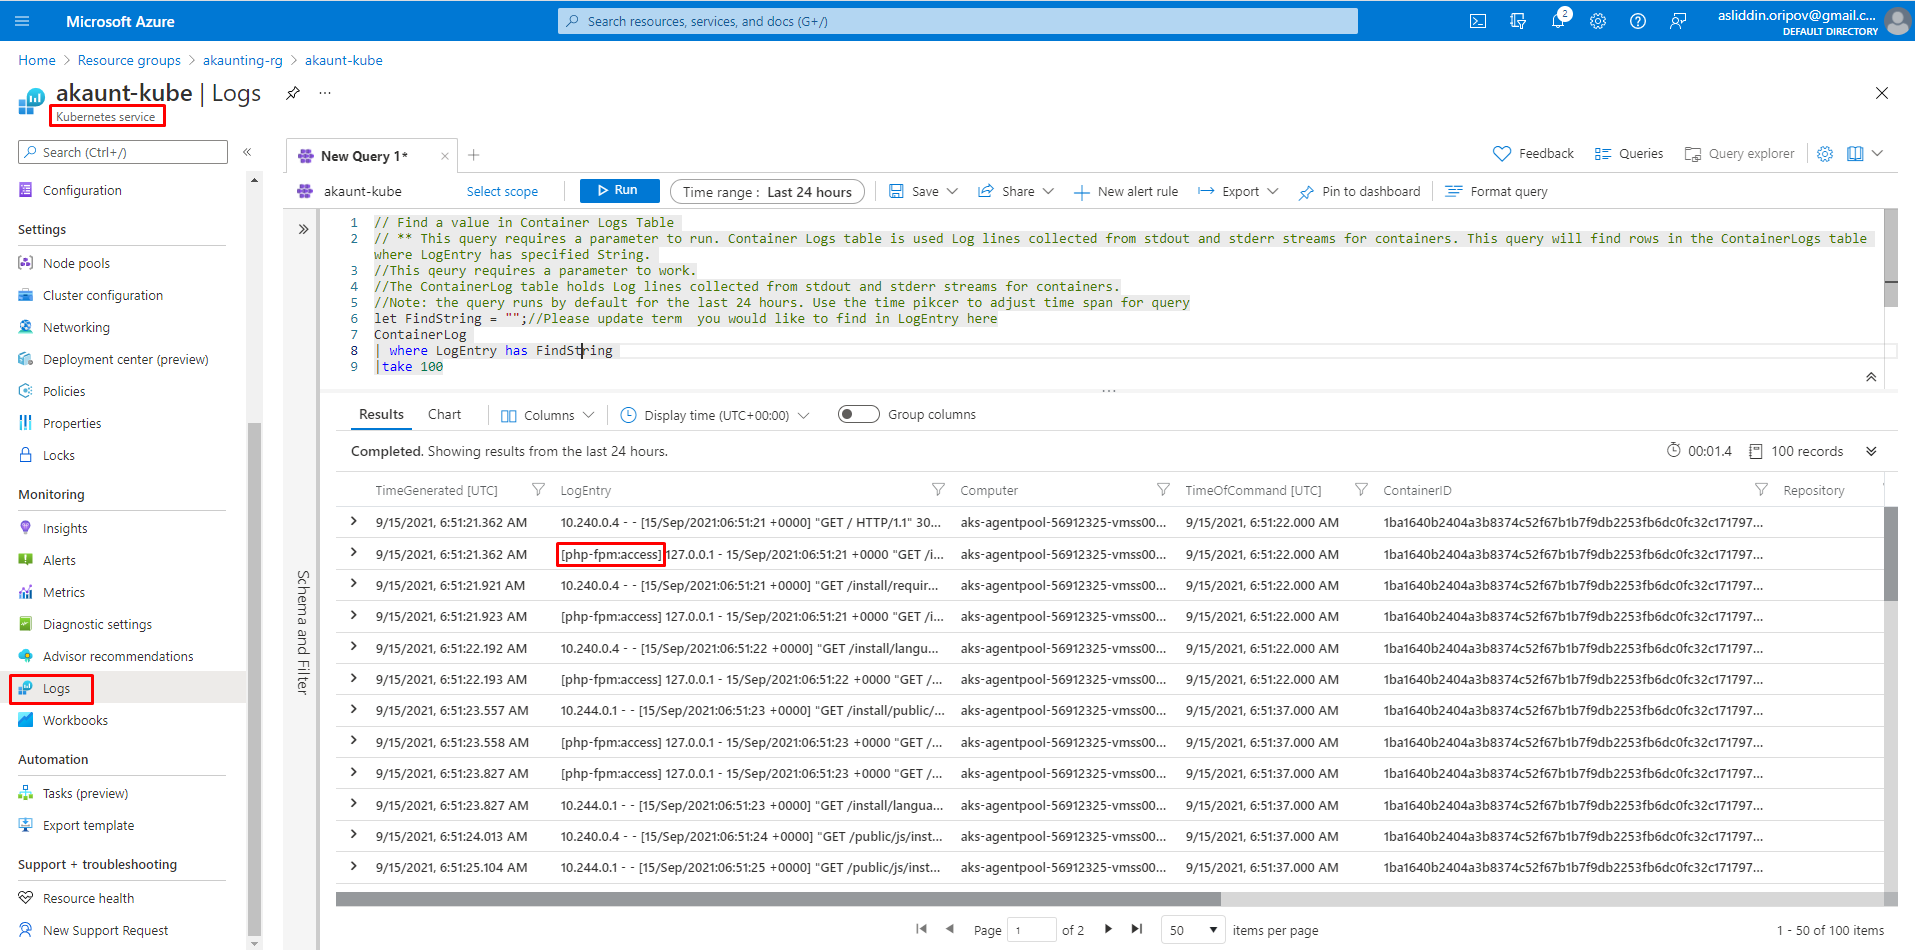 Microsoft Azure
Search resources, services, and docs (G+/)
2
asliddin.oripov@gmail.c...
DEFAULT DIRECTORY
Home > Resource groups > akaunting-rg > akaunt-kube
akaunt-kube | Logs
Kubernetes service
Search (Ctrl+/)
Configuration
Settings
Node pools
Cluster configuration
Networking
Deployment center (preview)
Policies
Properties
Locks
Monitoring
Insights
Alerts
Metrics
Diagnostic settings
Advisor recommendations
Logs
Workbooks
Automation
Tasks (preview)
Export template
Support + troubleshooting
Resource health
New Support Request
New Query 1*
Feedback Queries Query explorer
akaunt-kube Select scope Run Time range : Last 24 hours Save Share New alert rule Export Pin to dashboard Format query
Schema and Filter
1 // Find a value in Container Logs Table
2 // ** This query requires a parameter to run. Container Logs table is used Log lines collected from stdout and stderr streams for containers. This query will find rows in the ContainerLogs table
where LogEntry has specified String.
3 //This qeury requires a parameter to work.
4 //The ContainerLog table holds Log lines collected from stdout and stderr streams for containers.
5 //Note: the query runs by default for the last 24 hours. Use the time pikcer to adjust time span for query
6 let FindString = "";//Please update term  you would like to find in LogEntry here
7 ContainerLog
8 | where LogEntry has FindString
9 |take 100
Results Chart Columns Display time (UTC+00:00) Group columns
Completed. Showing results from the last 24 hours. 00:01.4 100 records
TimeGenerated [UTC] LogEntry Computer TimeOfCommand [UTC] ContainerID Repository
9/15/2021, 6:51:21.362 AM 10.240.0.4 - - [15/Sep/2021:06:51:21 +0000] "GET / HTTP/1.1" 30... aks-agentpool-56912325-vmss00... 9/15/2021, 6:51:22.000 AM 1ba1640b2404a3b8374c52f67b1b7f9db2253fb6dc0fc32c171797...
9/15/2021, 6:51:21.362 AM [php-fpm:access] 127.0.0.1 - 15/Sep/2021:06:51:21 +0000 "GET /i... aks-agentpool-56912325-vmss00... 9/15/2021, 6:51:22.000 AM 1ba1640b2404a3b8374c52f67b1b7f9db2253fb6dc0fc32c171797...
9/15/2021, 6:51:21.921 AM 10.240.0.4 - - [15/Sep/2021:06:51:21 +0000] "GET /install/requir... aks-agentpool-56912325-vmss00... 9/15/2021, 6:51:22.000 AM 1ba1640b2404a3b8374c52f67b1b7f9db2253fb6dc0fc32c171797...
9/15/2021, 6:51:21.923 AM [php-fpm:access] 127.0.0.1 - 15/Sep/2021:06:51:21 +0000 "GET /i... aks-agentpool-56912325-vmss00... 9/15/2021, 6:51:22.000 AM 1ba1640b2404a3b8374c52f67b1b7f9db2253fb6dc0fc32c171797...
9/15/2021, 6:51:22.192 AM 10.240.0.4 - - [15/Sep/2021:06:51:22 +0000] "GET /install/langu... aks-agentpool-56912325-vmss00... 9/15/2021, 6:51:22.000 AM 1ba1640b2404a3b8374c52f67b1b7f9db2253fb6dc0fc32c171797...
9/15/2021, 6:51:22.193 AM [php-fpm:access] 127.0.0.1 - 15/Sep/2021:06:51:22 +0000 "GET /... aks-agentpool-56912325-vmss00... 9/15/2021, 6:51:22.000 AM 1ba1640b2404a3b8374c52f67b1b7f9db2253fb6dc0fc32c171797...
9/15/2021, 6:51:23.557 AM 10.244.0.1 - - [15/Sep/2021:06:51:23 +0000] "GET /install/public/... aks-agentpool-56912325-vmss00... 9/15/2021, 6:51:37.000 AM 1ba1640b2404a3b8374c52f67b1b7f9db2253fb6dc0fc32c171797...
9/15/2021, 6:51:23.558 AM [php-fpm:access] 127.0.0.1 - 15/Sep/2021:06:51:23 +0000 "GET /... aks-agentpool-56912325-vmss00... 9/15/2021, 6:51:37.000 AM 1ba1640b2404a3b8374c52f67b1b7f9db2253fb6dc0fc32c171797...
9/15/2021, 6:51:23.827 AM [php-fpm:access] 127.0.0.1 - 15/Sep/2021:06:51:23 +0000 "GET /... aks-agentpool-56912325-vmss00... 9/15/2021, 6:51:37.000 AM 1ba1640b2404a3b8374c52f67b1b7f9db2253fb6dc0fc32c171797...
9/15/2021, 6:51:23.827 AM 10.244.0.1 - - [15/Sep/2021:06:51:23 +0000] "GET /install/langua... aks-agentpool-56912325-vmss00... 9/15/2021, 6:51:37.000 AM 1ba1640b2404a3b8374c52f67b1b7f9db2253fb6dc0fc32c171797...
9/15/2021, 6:51:24.013 AM 10.240.0.4 - - [15/Sep/2021:06:51:24 +0000] "GET /public/js/inst... aks-agentpool-56912325-vmss00... 9/15/2021, 6:51:37.000 AM 1ba1640b2404a3b8374c52f67b1b7f9db2253fb6dc0fc32c171797...
9/15/2021, 6:51:25.104 AM 10.244.0.1 - - [15/Sep/2021:06:51:25 +0000] "GET /public/js/inst... aks-agentpool-56912325-vmss00... 9/15/2021, 6:51:37.000 AM 1ba1640b2404a3b8374c52f67b1b7f9db2253fb6dc0fc32c171797...
Page 1 of 2 50 items per page 1 - 50 of 100 items